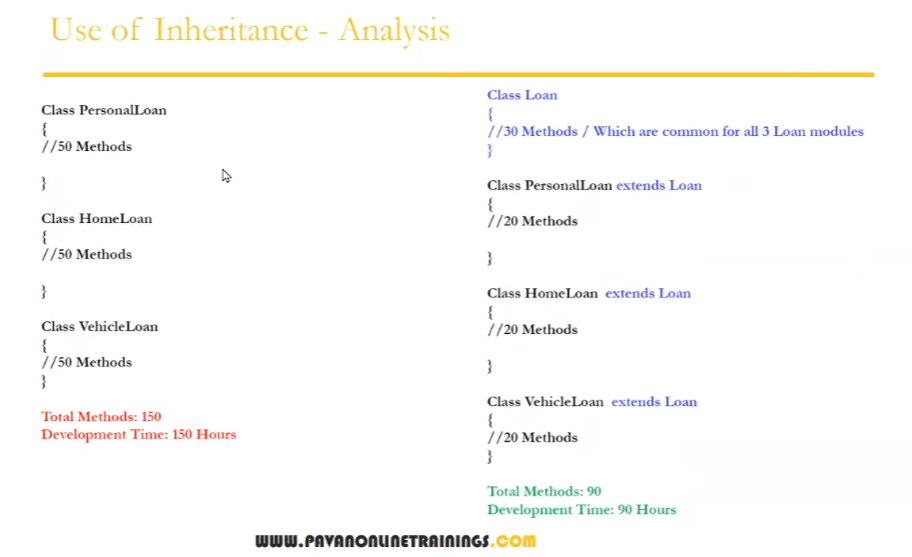 Use of Inheritance - Analysis
Class PersonalLoan
{
//50 Methods
}
Class HomeLoan
{
//50 Methods
}
Class VehicleLoan
{
//50 Methods
}
Total Methods: 150
Development Time: 150 Hours
Class Loan
{
//30 Methods / Which are common for all 3 Loan modules
}
Class PersonalLoan extends Loan
{
//20 Methods
}
Class HomeLoan extends Loan
{
//20 Methods
}
Class VehicleLoan extends Loan
{
//20 Methods
}
Total Methods: 90
Development Time: 90 Hours
WWW.PAVANONLINETRAININGS.COM